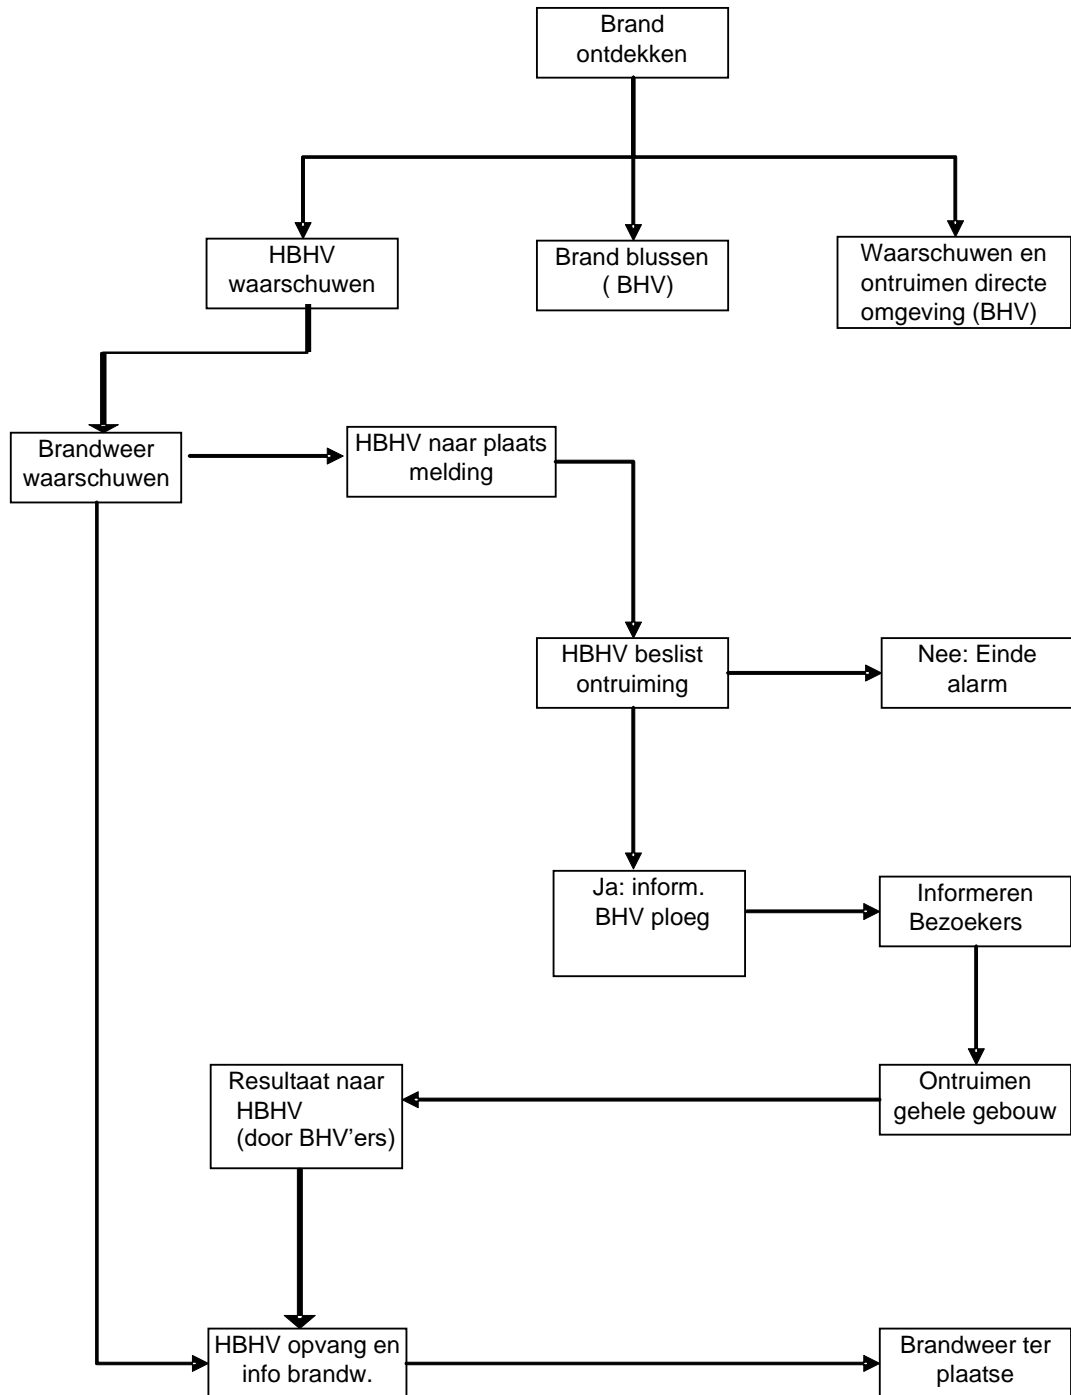 Brand
ontdekken
HBHV
waarschuwen
Brand blussen
( BHV)
Waarschuwen en
ontruimen directe
omgeving (BHV)
Brandweer
waarschuwen
HBHV naar plaats
melding
HBHV beslist
ontruiming
Nee: Einde
alarm
Ja: inform.
BHV ploeg
Informeren
Bezoekers
Resultaat naar
HBHV
(door BHV’ers)
Ontruimen
gehele gebouw
HBHV opvang en
info brandw.
Brandweer ter
plaatse